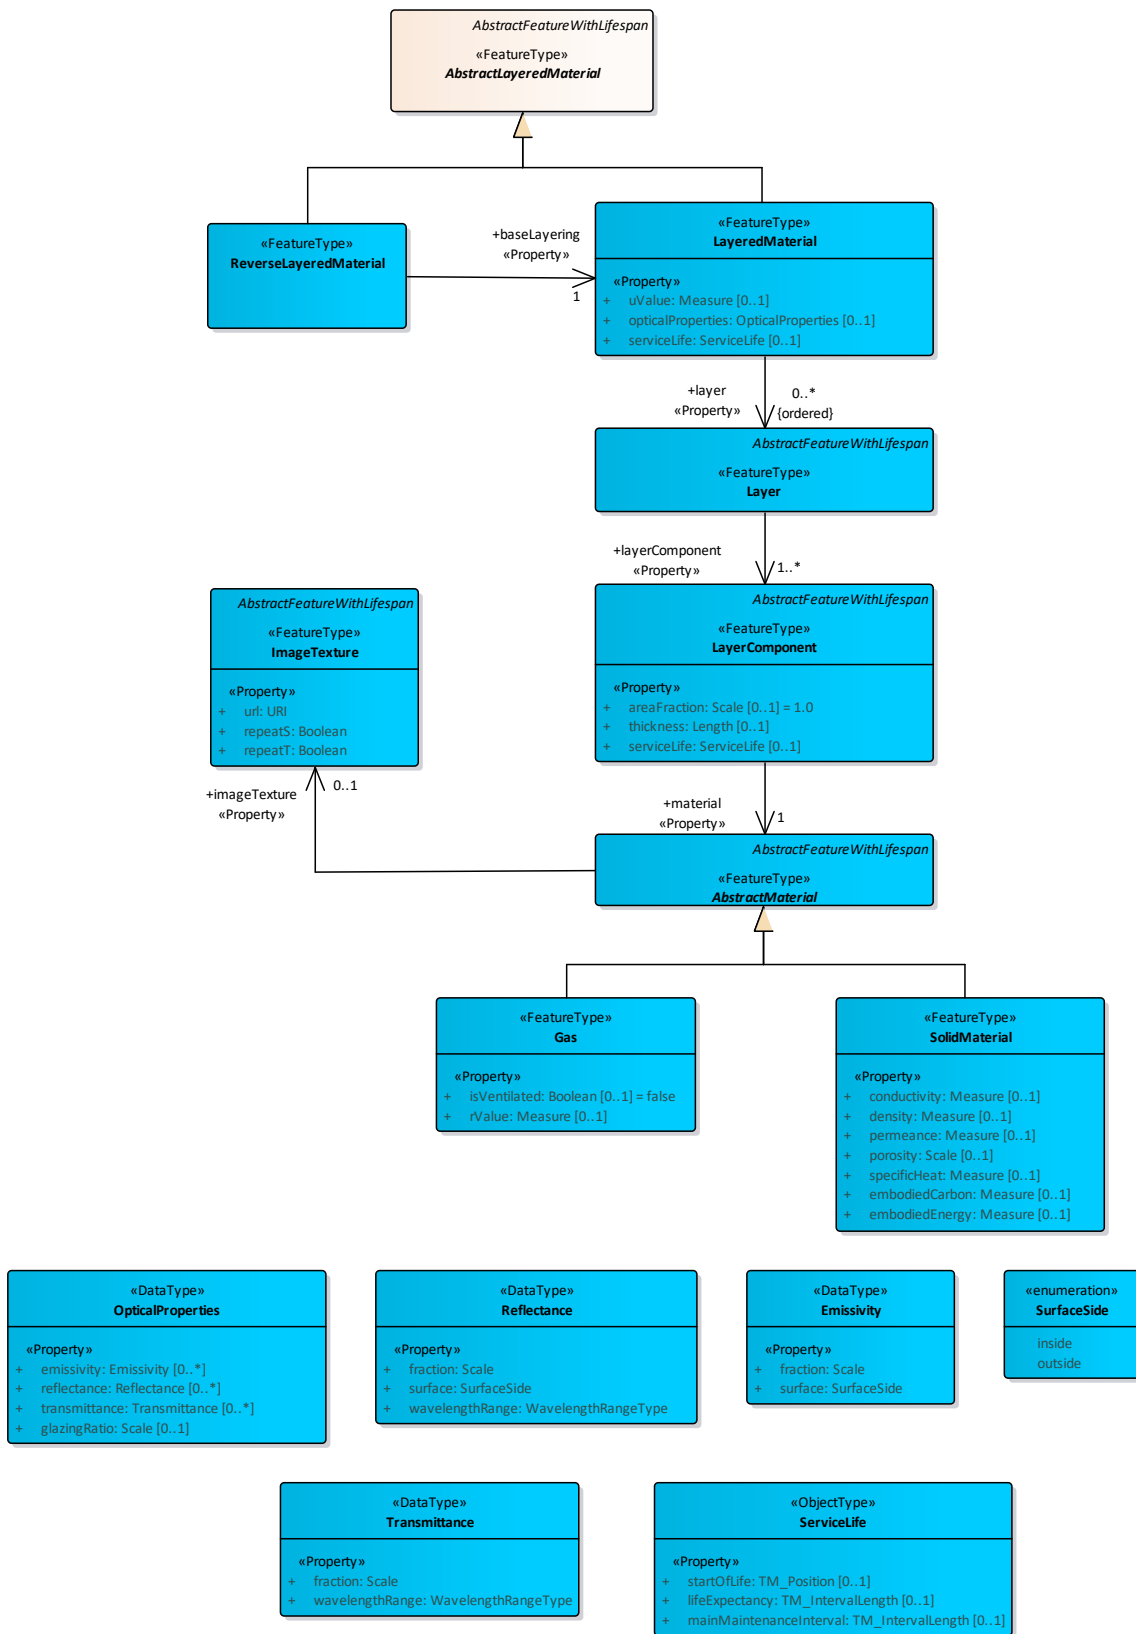 AbstractFeatureWithLifespan
«FeatureType»
AbstractLayeredMaterial
«FeatureType»
ReverseLayeredMaterial
+baseLayering
«Property»
1
«FeatureType»
LayeredMaterial
«Property»
+ uValue: Measure [0..1]
+ opticalProperties: OpticalProperties [0..1]
+ serviceLife: ServiceLife [0..1]
+layer
«Property»
0..*
{ordered}
AbstractFeatureWithLifespan
«FeatureType»
Layer
+layerComponent
«Property»
1..*
AbstractFeatureWithLifespan
«FeatureType»
ImageTexture
«Property»
+ url: URI
+ repeatS: Boolean
+ repeatT: Boolean
AbstractFeatureWithLifespan
«FeatureType»
LayerComponent
«Property»
+ areaFraction: Scale [0..1] = 1.0
+ thickness: Length [0..1]
+ serviceLife: ServiceLife [0..1]
+imageTexture
«Property»
0..1
+material
«Property»
1
AbstractFeatureWithLifespan
«FeatureType»
AbstractMaterial
«FeatureType»
Gas
«Property»
+ isVentilated: Boolean [0..1] = false
+ rValue: Measure [0..1]
«FeatureType»
SolidMaterial
«Property»
+ conductivity: Measure [0..1]
+ density: Measure [0..1]
+ permeance: Measure [0..1]
+ porosity: Scale [0..1]
+ specificHeat: Measure [0..1]
+ embodiedCarbon: Measure [0..1]
+ embodiedEnergy: Measure [0..1]
«DataType»
OpticalProperties
«Property»
+ emissivity: Emissivity [0..*]
+ reflectance: Reflectance [0..*]
+ transmittance: Transmittance [0..*]
+ glazingRatio: Scale [0..1]
«DataType»
Reflectance
«Property»
+ fraction: Scale
+ surface: SurfaceSide
+ wavelengthRange: WavelengthRangeType
«DataType»
Emissivity
«Property»
+ fraction: Scale
+ surface: SurfaceSide
«enumeration»
SurfaceSide
inside
outside
«DataType»
Transmittance
«Property»
+ fraction: Scale
+ wavelengthRange: WavelengthRangeType
«ObjectType»
ServiceLife
«Property»
+ startOfLife: TM_Position [0..1]
+ lifeExpectancy: TM_IntervalLength [0..1]
+ mainMaintenanceInterval: TM_IntervalLength [0..1]